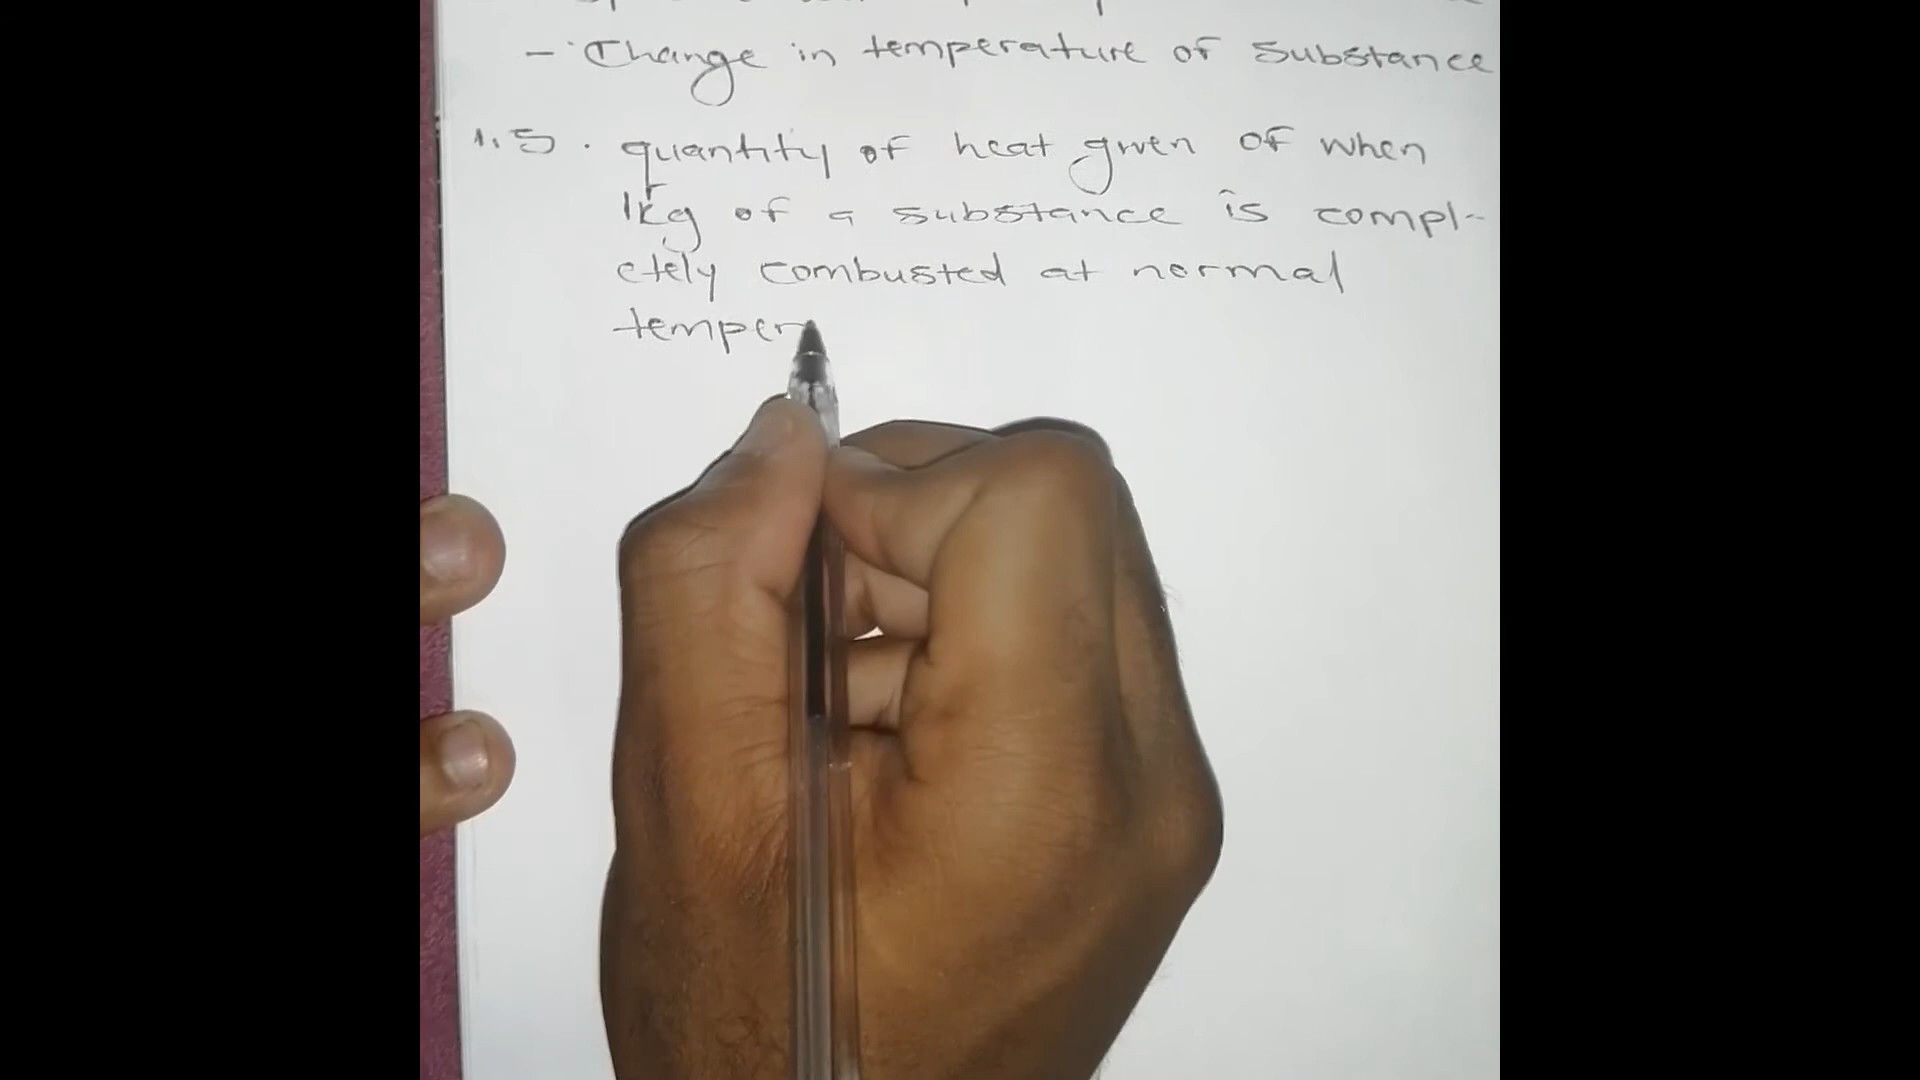 - Change in temperature of substance
1.5. quantity of heat given of when
1kg of a substance is compl-
etely combusted at normal
temper